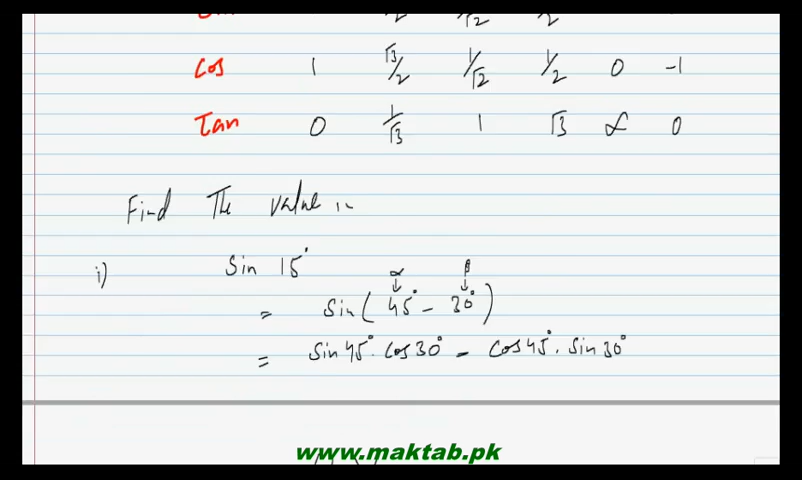 Cos 1 √3/2 1/√2 1/2 0 -1
Tan 0 1/√3 1 √3 ∝ 0
Find The value :-
i) Sin 15°
α β
= Sin(45° - 30°)
= Sin45°. Cos30° - Cos45°. Sin30°
www.maktab.pk